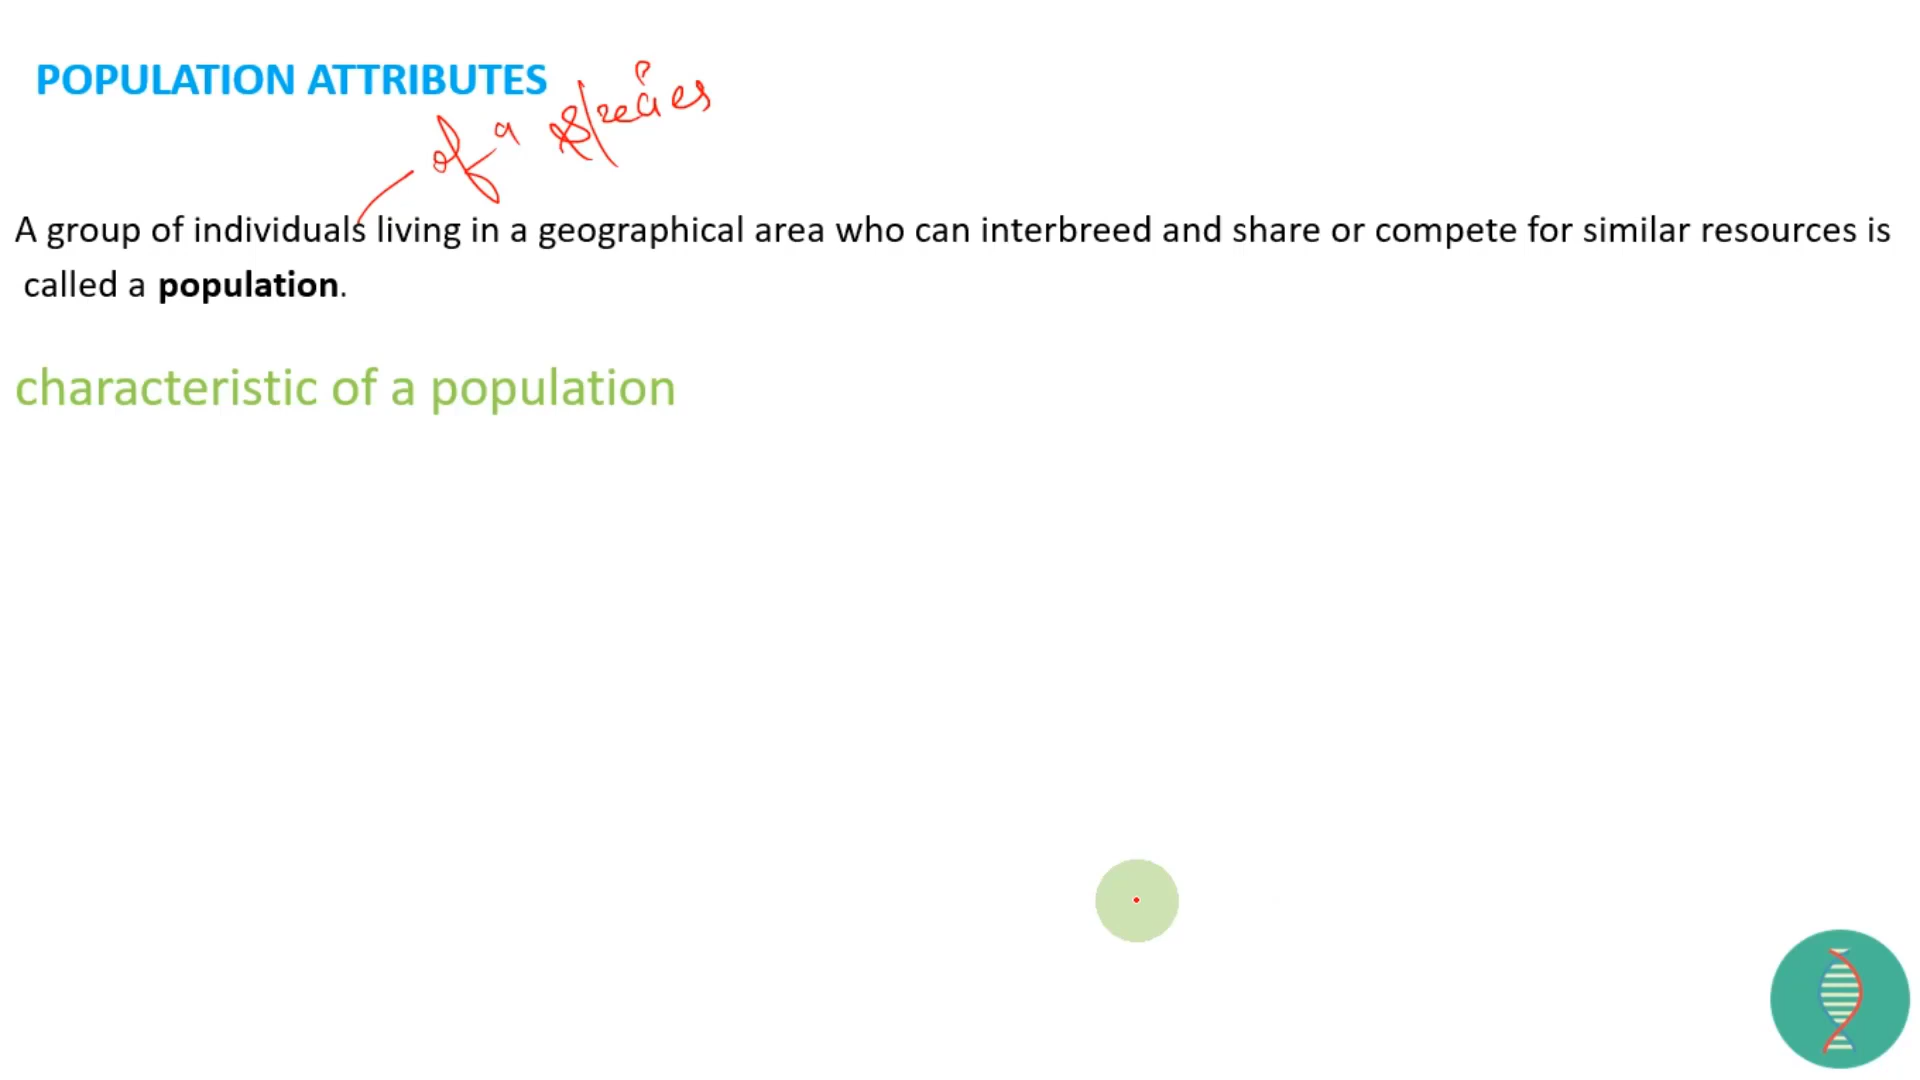 POPULATION ATTRIBUTES
of a species
A group of individuals living in a geographical area who can interbreed and share or compete for similar resources is
called a population.
characteristic of a population